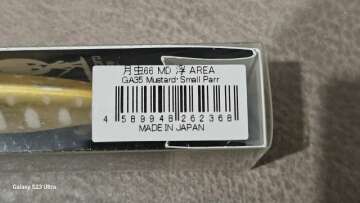 月虫66 MD 浮 AREA
GA35 Mustard Small Parr
4 589948 262368
MADE IN JAPAN
Galaxy S23 Ultra